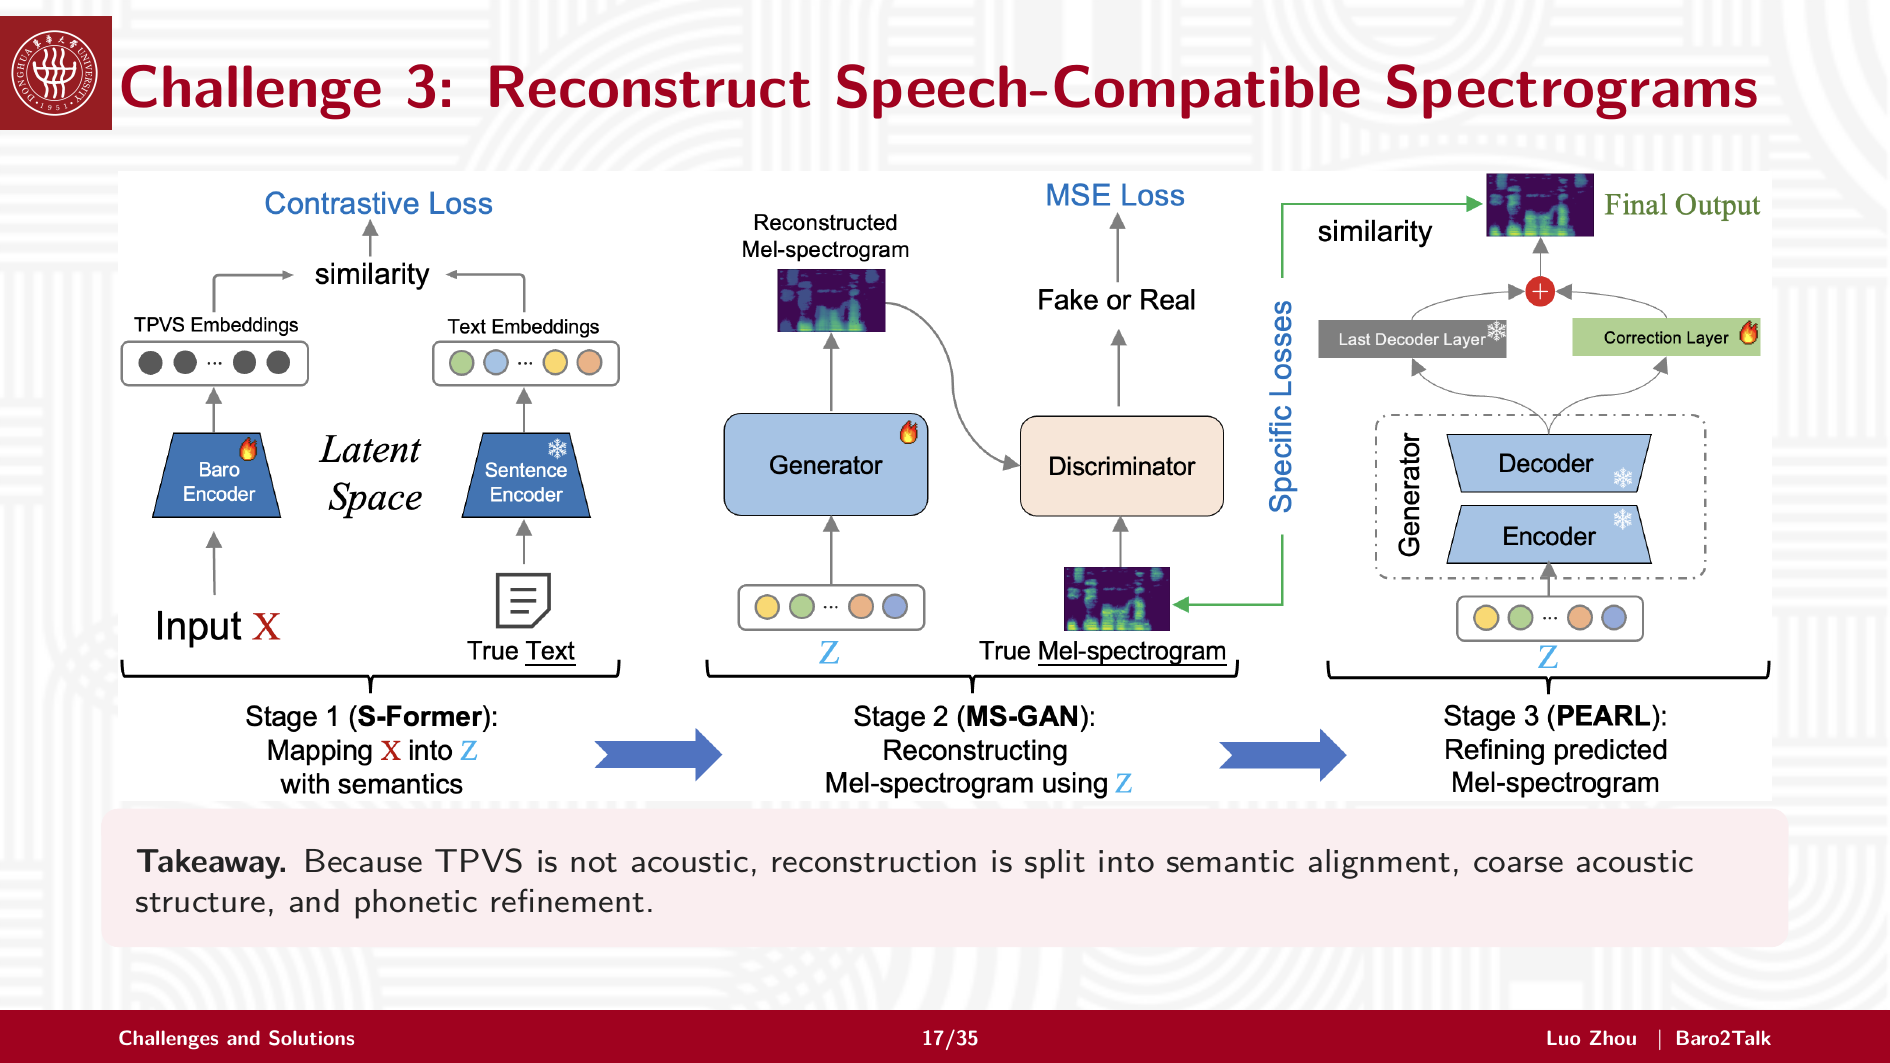 DONGHUA UNIVERSITY
1951
Challenge 3: Reconstruct Speech-Compatible Spectrograms
Contrastive Loss
similarity
TPVS Embeddings
Text Embeddings
...
...
Baro
Encoder
Latent
Space
Sentence
Encoder
Input X
True Text
Stage 1 (S-Former):
Mapping X into Z
with semantics
Reconstructed
Mel-spectrogram
MSE Loss
Fake or Real
Generator
Discriminator
...
Z
True Mel-spectrogram
Stage 2 (MS-GAN):
Reconstructing
Mel-spectrogram using Z
Specific Losses
similarity
Final Output
+
Last Decoder Layer
Correction Layer
Generator
Decoder
Encoder
...
Z
Stage 3 (PEARL):
Refining predicted
Mel-spectrogram
Takeaway. Because TPVS is not acoustic, reconstruction is split into semantic alignment, coarse acoustic
structure, and phonetic refinement.
Challenges and Solutions
17/35
Luo Zhou | Baro2Talk